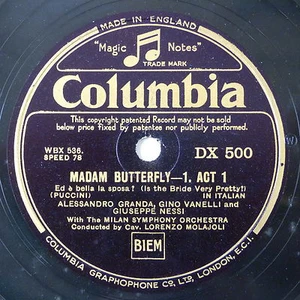 MADE IN ENGLAND
"Magic Notes"
TRADE MARK
Columbia
This copyright patented Record may not be sold
below price fixed by patentee nor publicly performed.
WBX 536.
SPEED 78
DX 500
MADAM BUTTERFLY—1. ACT 1
Ed è bella la sposa! (Is the Bride Very Pretty?)
(PUCCINI) IN ITALIAN
ALESSANDRO GRANDA, GINO VANELLI and
GIUSEPPE NESSI
With The MILAN SYMPHONY ORCHESTRA
Conducted by Cav. LORENZO MOLAJOLI
BIEM
COLUMBIA GRAPHOPHONE CO. LTD, LONDON, E.C.1.